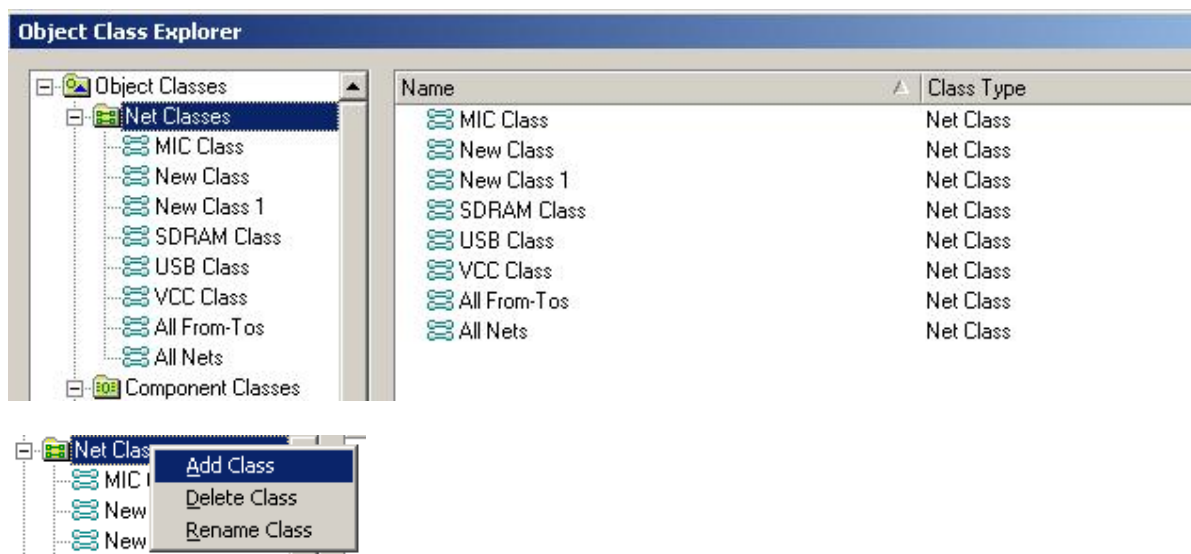 Object Class Explorer
Object Classes
Net Classes
MIC Class
New Class
New Class 1
SDRAM Class
USB Class
VCC Class
All From-Tos
All Nets
Component Classes
Name Class Type
MIC Class Net Class
New Class Net Class
New Class 1 Net Class
SDRAM Class Net Class
USB Class Net Class
VCC Class Net Class
All From-Tos Net Class
All Nets Net Class
Net Clas
MIC
New
New
Add Class
Delete Class
Rename Class